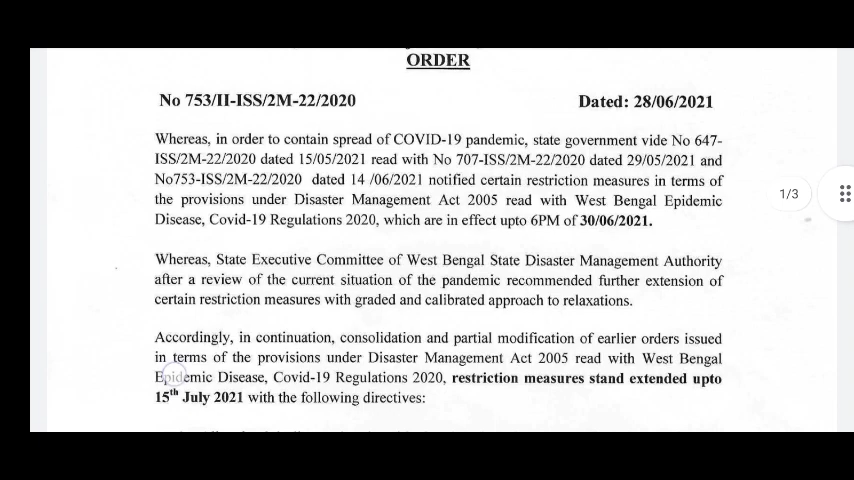 ORDER
No 753/II-ISS/2M-22/2020 Dated: 28/06/2021
Whereas, in order to contain spread of COVID-19 pandemic, state government vide No 647-
ISS/2M-22/2020 dated 15/05/2021 read with No 707-ISS/2M-22/2020 dated 29/05/2021 and
No753-ISS/2M-22/2020 dated 14 /06/2021 notified certain restriction measures in terms of
the provisions under Disaster Management Act 2005 read with West Bengal Epidemic
Disease, Covid-19 Regulations 2020, which are in effect upto 6PM of 30/06/2021.
1/3
Whereas, State Executive Committee of West Bengal State Disaster Management Authority
after a review of the current situation of the pandemic recommended further extension of
certain restriction measures with graded and calibrated approach to relaxations.
Accordingly, in continuation, consolidation and partial modification of earlier orders issued
in terms of the provisions under Disaster Management Act 2005 read with West Bengal
Epidemic Disease, Covid-19 Regulations 2020, restriction measures stand extended upto
15th July 2021 with the following directives: